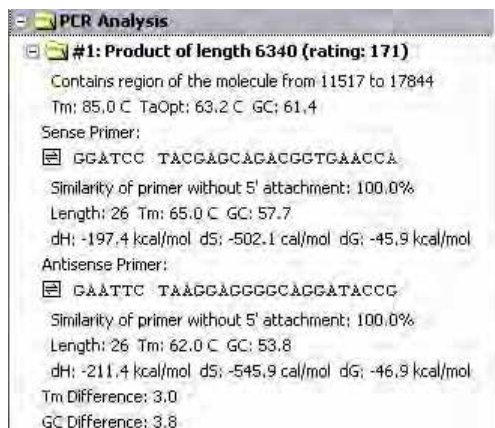 PCR Analysis
#1: Product of length 6340 (rating: 171)
Contains region of the molecule from 11517 to 17844
Tm: 85.0 C TaOpt: 63.2 C GC: 61.4
Sense Primer:
GGATCC TACGAGCAGACGGTGAACCA
Similarity of primer without 5' attachment: 100.0%
Length: 26 Tm: 65.0 C GC: 57.7
dH: -197.4 kcal/mol dS: -502.1 cal/mol dG: -45.9 kcal/mol
Antisense Primer:
GAATTC TAAGGAGGGGCAGGATACCG
Similarity of primer without 5' attachment: 100.0%
Length: 26 Tm: 62.0 C GC: 53.8
dH: -211.4 kcal/mol dS: -545.9 cal/mol dG: -46.9 kcal/mol
Tm Difference: 3.0
GC Difference: 3.8